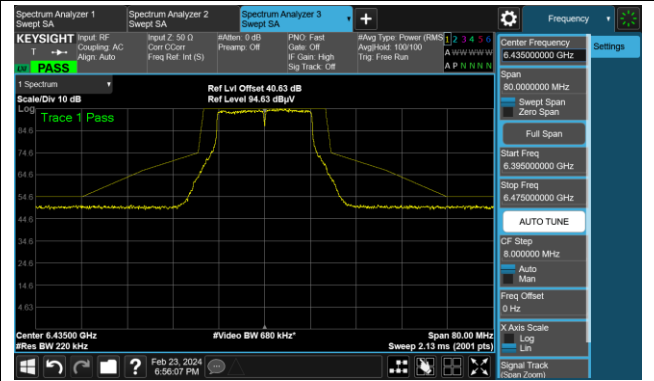 Spectrum Analyzer 1
Swept SA
Spectrum Analyzer 2
Swept SA
Spectrum Analyzer 3
Swept SA
Frequency
KEYSIGHT
Input: RF
Coupling: AC
Align: Auto
Input Z: 50 Ω
Corr CCorr
Freq Ref: Int (S)
#Atten: 0 dB
Preamp: Off
PNO: Fast
Gate: Off
IF Gain: High
Sig Track: Off
#Avg Type: Power (RMS
Avg|Hold: 100/100
Trig: Free Run
1 2 3 4 5 6
A W W W W W
A P N N N N
T
LXI
PASS
1 Spectrum
Scale/Div 10 dB
Log
Ref Lvl Offset 40.63 dB
Ref Level 94.63 dBµV
Trace 1 Pass
84.6
74.6
64.6
54.6
44.6
34.6
24.6
14.6
4.63
Center 6.43500 GHz
#Res BW 220 kHz
#Video BW 680 kHz*
Span 80.00 MHz
Sweep 2.13 ms (2001 pts)
Feb 23, 2024
6:56:07 PM
?
Center Frequency
6.435000000 GHz
Settings
Span
80.0000000 MHz
Swept Span
Zero Span
Full Span
Start Freq
6.395000000 GHz
Stop Freq
6.475000000 GHz
AUTO TUNE
CF Step
8.000000 MHz
Auto
Man
Freq Offset
0 Hz
X Axis Scale
Log
Lin
Signal Track
(Span Zoom)